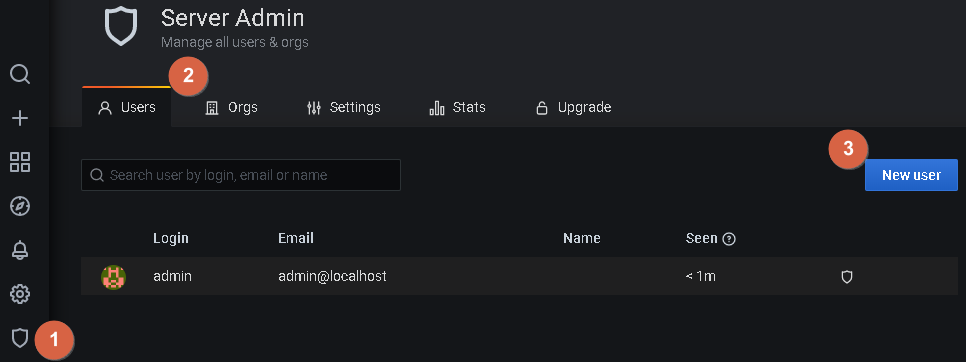 Server Admin
Manage all users & orgs
2
Users Orgs Settings Stats Upgrade
3
Search user by login, email or name New user
Login Email Name Seen ?
admin admin@localhost < 1m
1